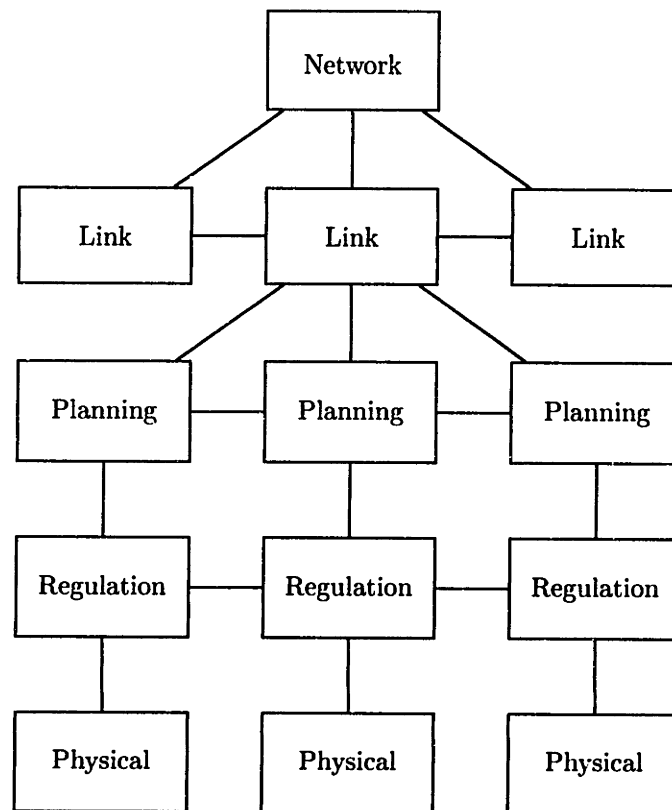 Network
Link
Link
Link
Planning
Planning
Planning
Regulation
Regulation
Regulation
Physical
Physical
Physical